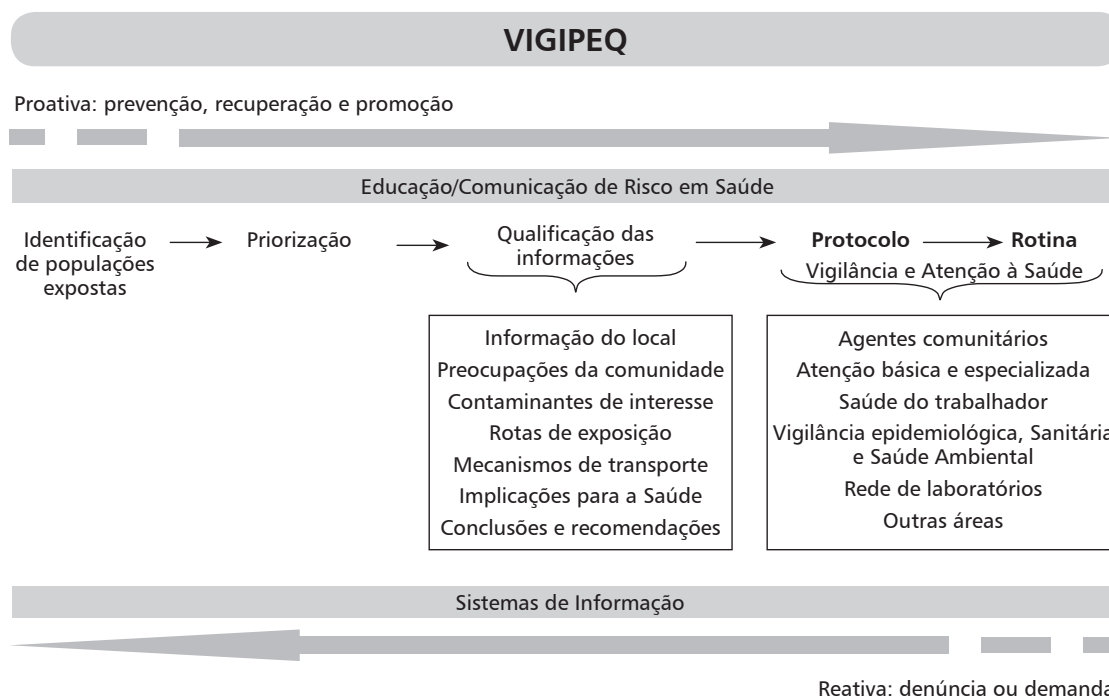 VIGIPEQ
Proativa: prevenção, recuperação e promoção
Educação/Comunicação de Risco em Saúde
Identificação
de populações
expostas
Priorização
Qualificação das
informações
Protocolo
Rotina
Vigilância e Atenção à Saúde
Informação do local
Preocupações da comunidade
Contaminantes de interesse
Rotas de exposição
Mecanismos de transporte
Implicações para a Saúde
Conclusões e recomendações
Agentes comunitários
Atenção básica e especializada
Saúde do trabalhador
Vigilância epidemiológica, Sanitária
e Saúde Ambiental
Rede de laboratórios
Outras áreas
Sistemas de Informação
Reativa: denúncia ou demanda